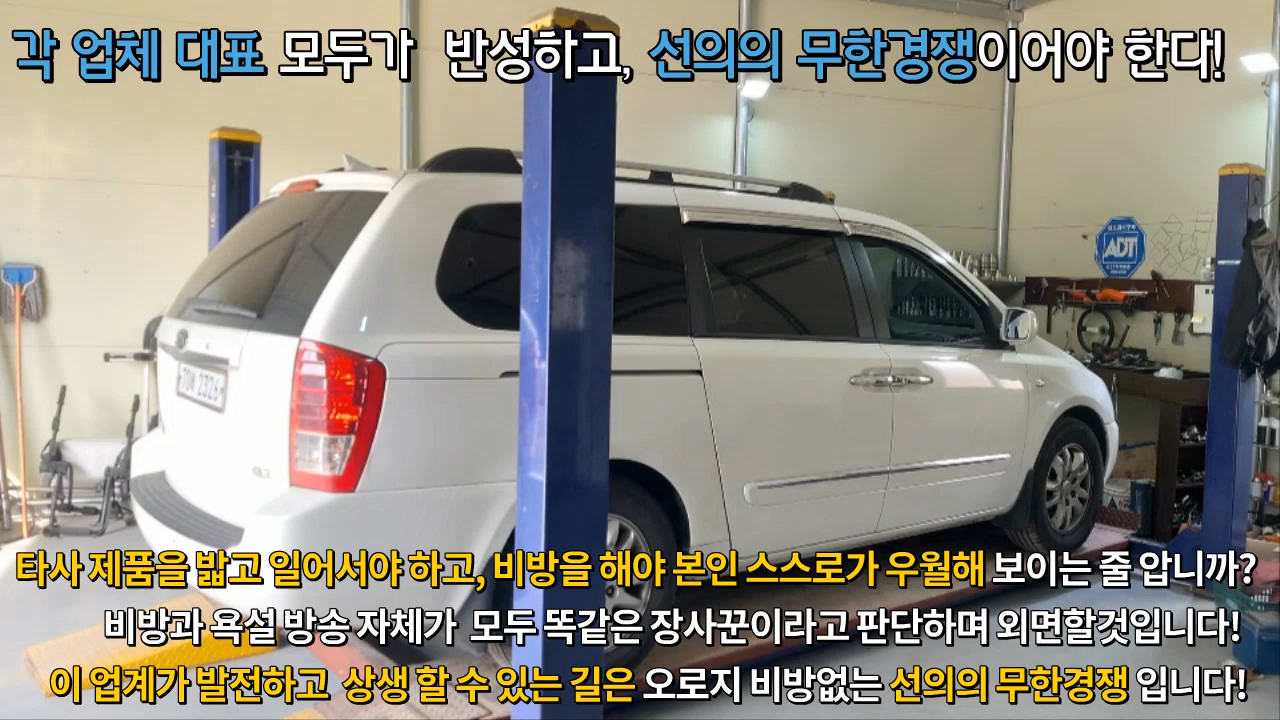 각 업체 대표 모두가 반성하고, 선의의 무한경쟁이어야 한다!
ADT
70부 2326
타사 제품을 밟고 일어서야 하고, 비방을 해야 본인 스스로가 우월해 보이는 줄 압니까?
비방과 욕설 방송 자체가 모두 똑같은 장사꾼이라고 판단하며 외면할것입니다!
이 업계가 발전하고 상생 할 수 있는 길은 오로지 비방없는 선의의 무한경쟁 입니다!